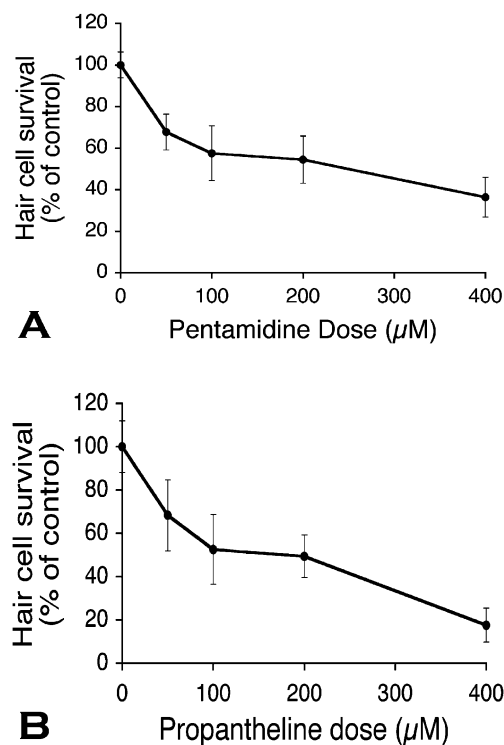 120
100
80
60
40
20
0
Hair cell survival
(% of control)
0 100 200 300 400
Pentamidine Dose (µM)
A
120
100
80
60
40
20
0
Hair cell survival
(% of control)
0 100 200 300 400
Propantheline dose (µM)
B